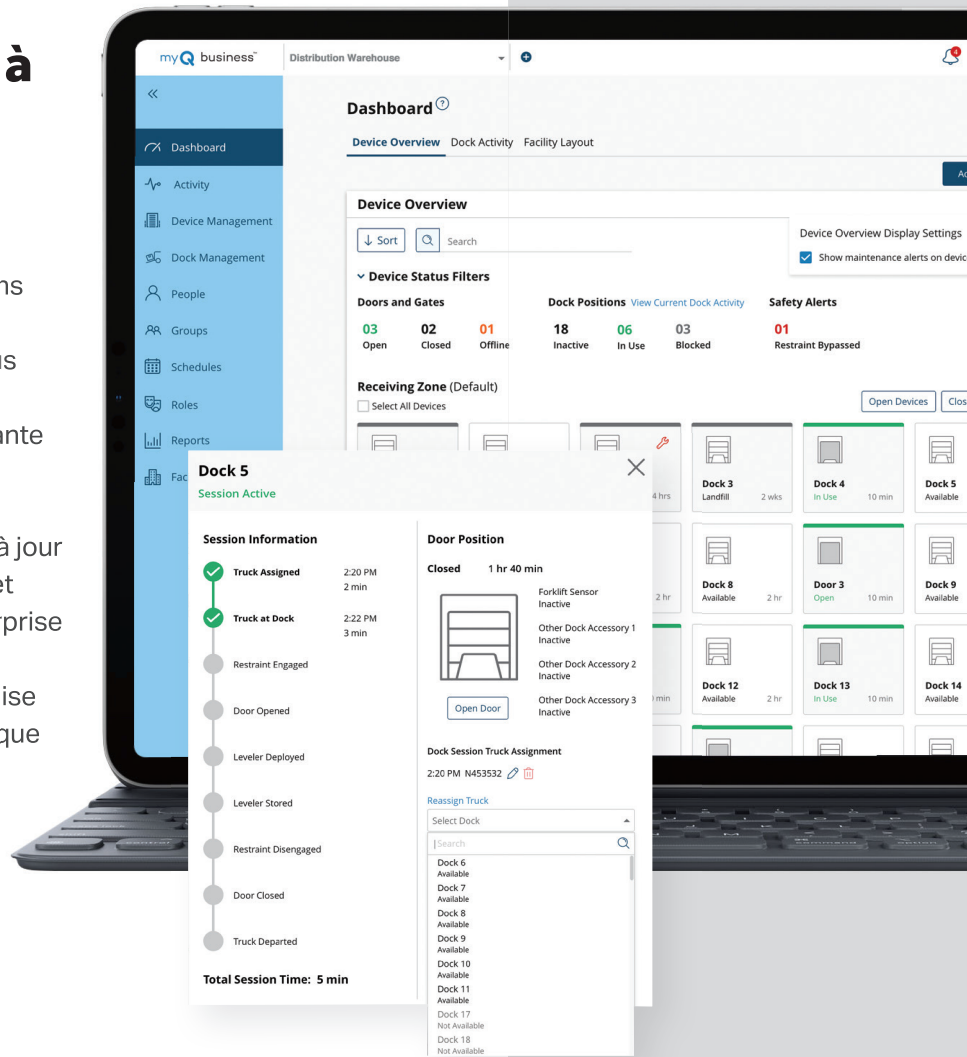 à
ns
us
ante
à jour
et
rprise
ise
que
myQ business™
Distribution Warehouse
4
Dashboard
Activity
Device Management
Dock Management
People
Groups
Schedules
Roles
Reports
Fac
Dashboard ?
Device Overview Dock Activity Facility Layout
Device Overview
Sort
Search
Device Overview Display Settings
Show maintenance alerts on devic
Device Status Filters
Doors and Gates
03 02 01
Open Closed Offline
Dock Positions View Current Dock Activity
18 06 03
Inactive In Use Blocked
Safety Alerts
01
Restraint Bypassed
Receiving Zone (Default)
Select All Devices
Open Devices Clos
4 hrs
Dock 3
Landfill 2 wks
Dock 4
In Use 10 min
Dock 5
Available
2 hr
Dock 8
Available 2 hr
Door 3
Open 10 min
Dock 9
Available
min
Dock 12
Available 2 hr
Dock 13
In Use 10 min
Dock 14
Available
Dock 5
Session Active
Session Information
Truck Assigned 2:20 PM
2 min
Truck at Dock 2:22 PM
3 min
Restraint Engaged
Door Opened
Leveler Deployed
Leveler Stored
Restraint Disengaged
Door Closed
Truck Departed
Total Session Time: 5 min
Door Position
Closed 1 hr 40 min
Forklift Sensor
Inactive
Other Dock Accessory 1
Inactive
Other Dock Accessory 2
Inactive
Other Dock Accessory 3
Inactive
Open Door
Dock Session Truck Assignment
2:20 PM N453532
Reassign Truck
Select Dock
Search
Dock 6
Available
Dock 7
Available
Dock 8
Available
Dock 9
Available
Dock 10
Available
Dock 11
Available
Dock 17
Not Available
Dock 18
Not Available
command
option